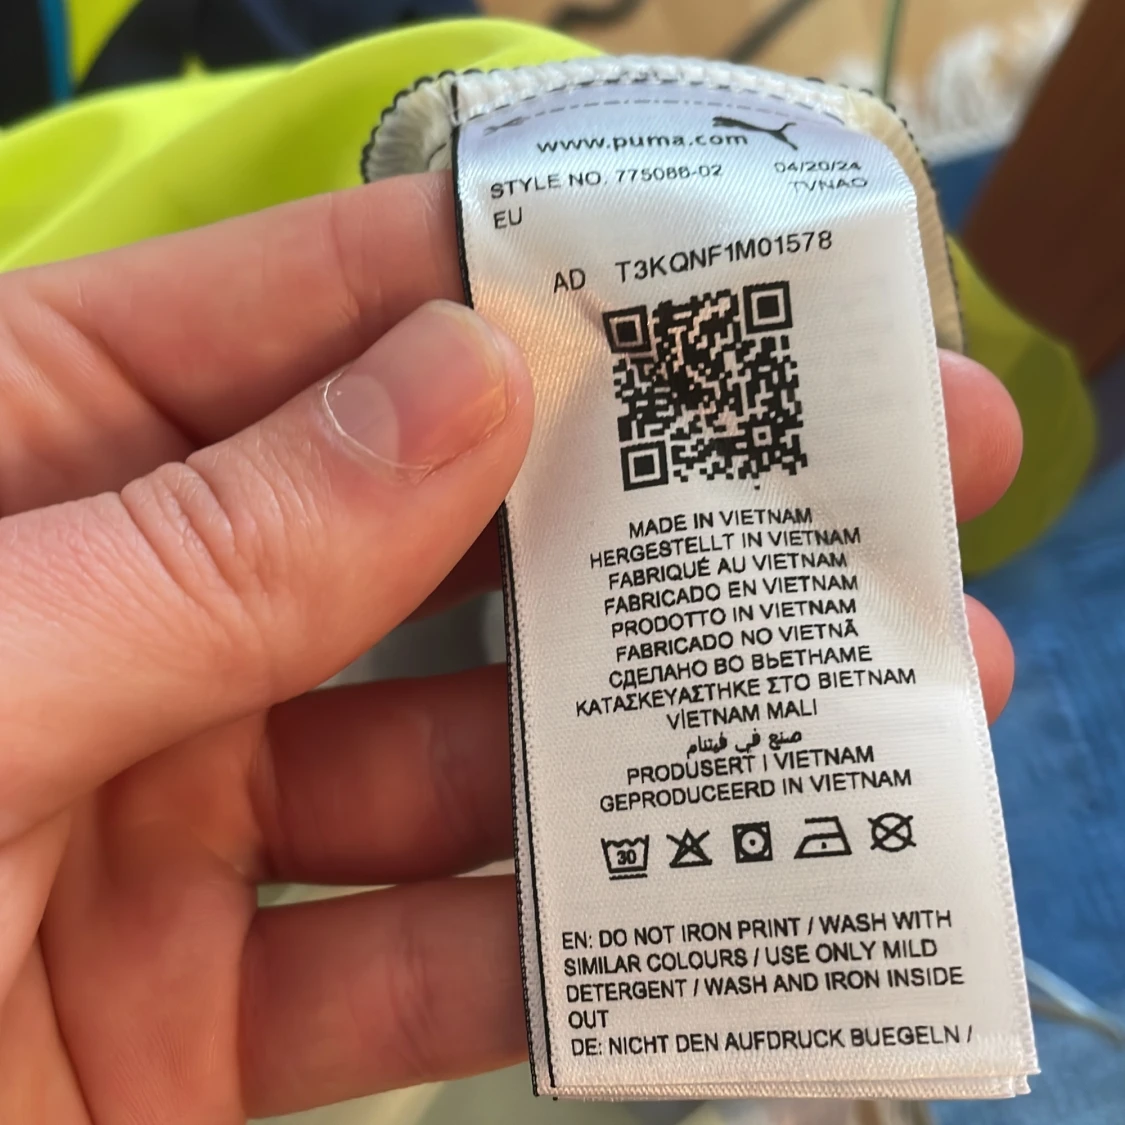 www.puma.com
STYLE NO. 775086-02 04/20/24
TVNAO
EU
AD T3KQNF1M01578
MADE IN VIETNAM
HERGESTELLT IN VIETNAM
FABRIQUÉ AU VIETNAM
FABRICADO EN VIETNAM
PRODOTTO IN VIETNAM
FABRICADO NO VIETNÃ
СДЕЛАНО ВО ВЬЕТНАМЕ
ΚΑΤΑΣΚΕΥΑΣΤΗΚΕ ΣΤΟ ΒΙΕΤΝΑΜ
VİETNAM MALI
صنع في فيتنام
PRODUSERT I VIETNAM
GEPRODUCEERD IN VIETNAM
30
EN: DO NOT IRON PRINT / WASH WITH
SIMILAR COLOURS / USE ONLY MILD
DETERGENT / WASH AND IRON INSIDE
OUT
DE: NICHT DEN AUFDRUCK BUEGELN /